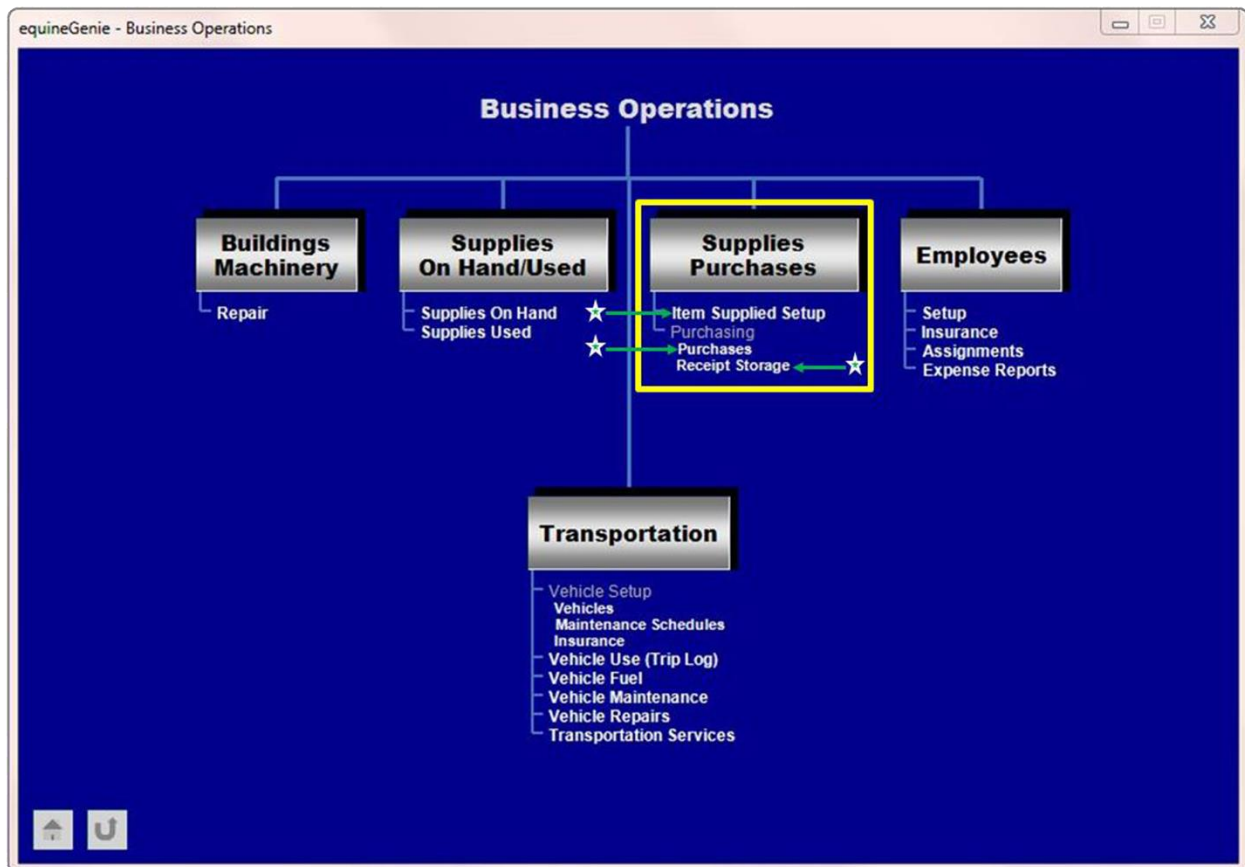 equineGenie - Business Operations
Business Operations
Buildings
Machinery
Repair
Supplies
On Hand/Used
Supplies On Hand
Supplies Used
Supplies
Purchases
Item Supplied Setup
Purchasing
Purchases
Receipt Storage
Employees
Setup
Insurance
Assignments
Expense Reports
Transportation
Vehicle Setup
Vehicles
Maintenance Schedules
Insurance
Vehicle Use (Trip Log)
Vehicle Fuel
Vehicle Maintenance
Vehicle Repairs
Transportation Services